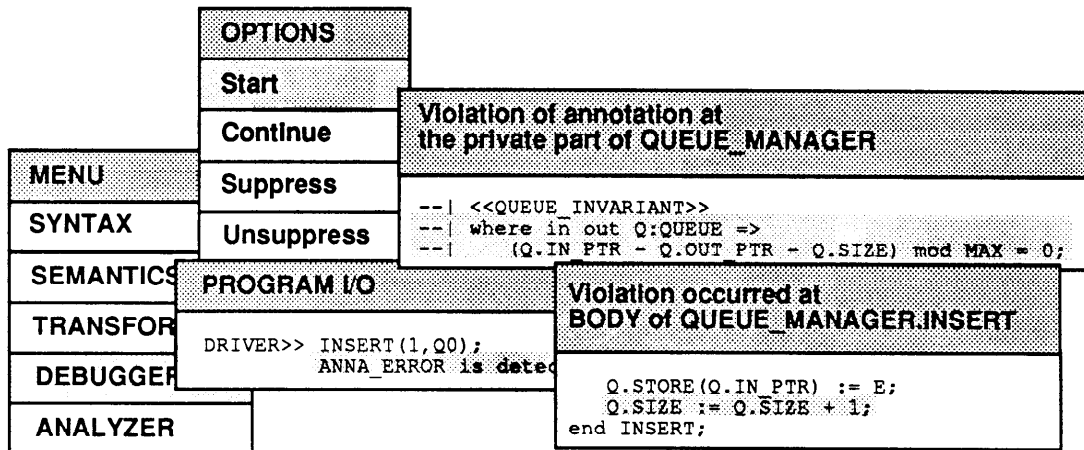 OPTIONS
Start
Continue
Suppress
Unsuppress
MENU
SYNTAX
SEMANTICS
TRANSFOR
DEBUGGER
ANALYZER
Violation of annotation at
the private part of QUEUE_MANAGER
--| <<QUEUE_INVARIANT>>
--| where in out Q:QUEUE =>
--|    (Q.IN_PTR - Q.OUT_PTR - Q.SIZE) mod MAX = 0;
PROGRAM I/O
DRIVER>> INSERT(1,Q0);
ANNA_ERROR is detec
Violation occurred at
BODY of QUEUE_MANAGER.INSERT
Q.STORE(Q.IN_PTR) := E;
Q.SIZE := Q.SIZE + 1;
end INSERT;